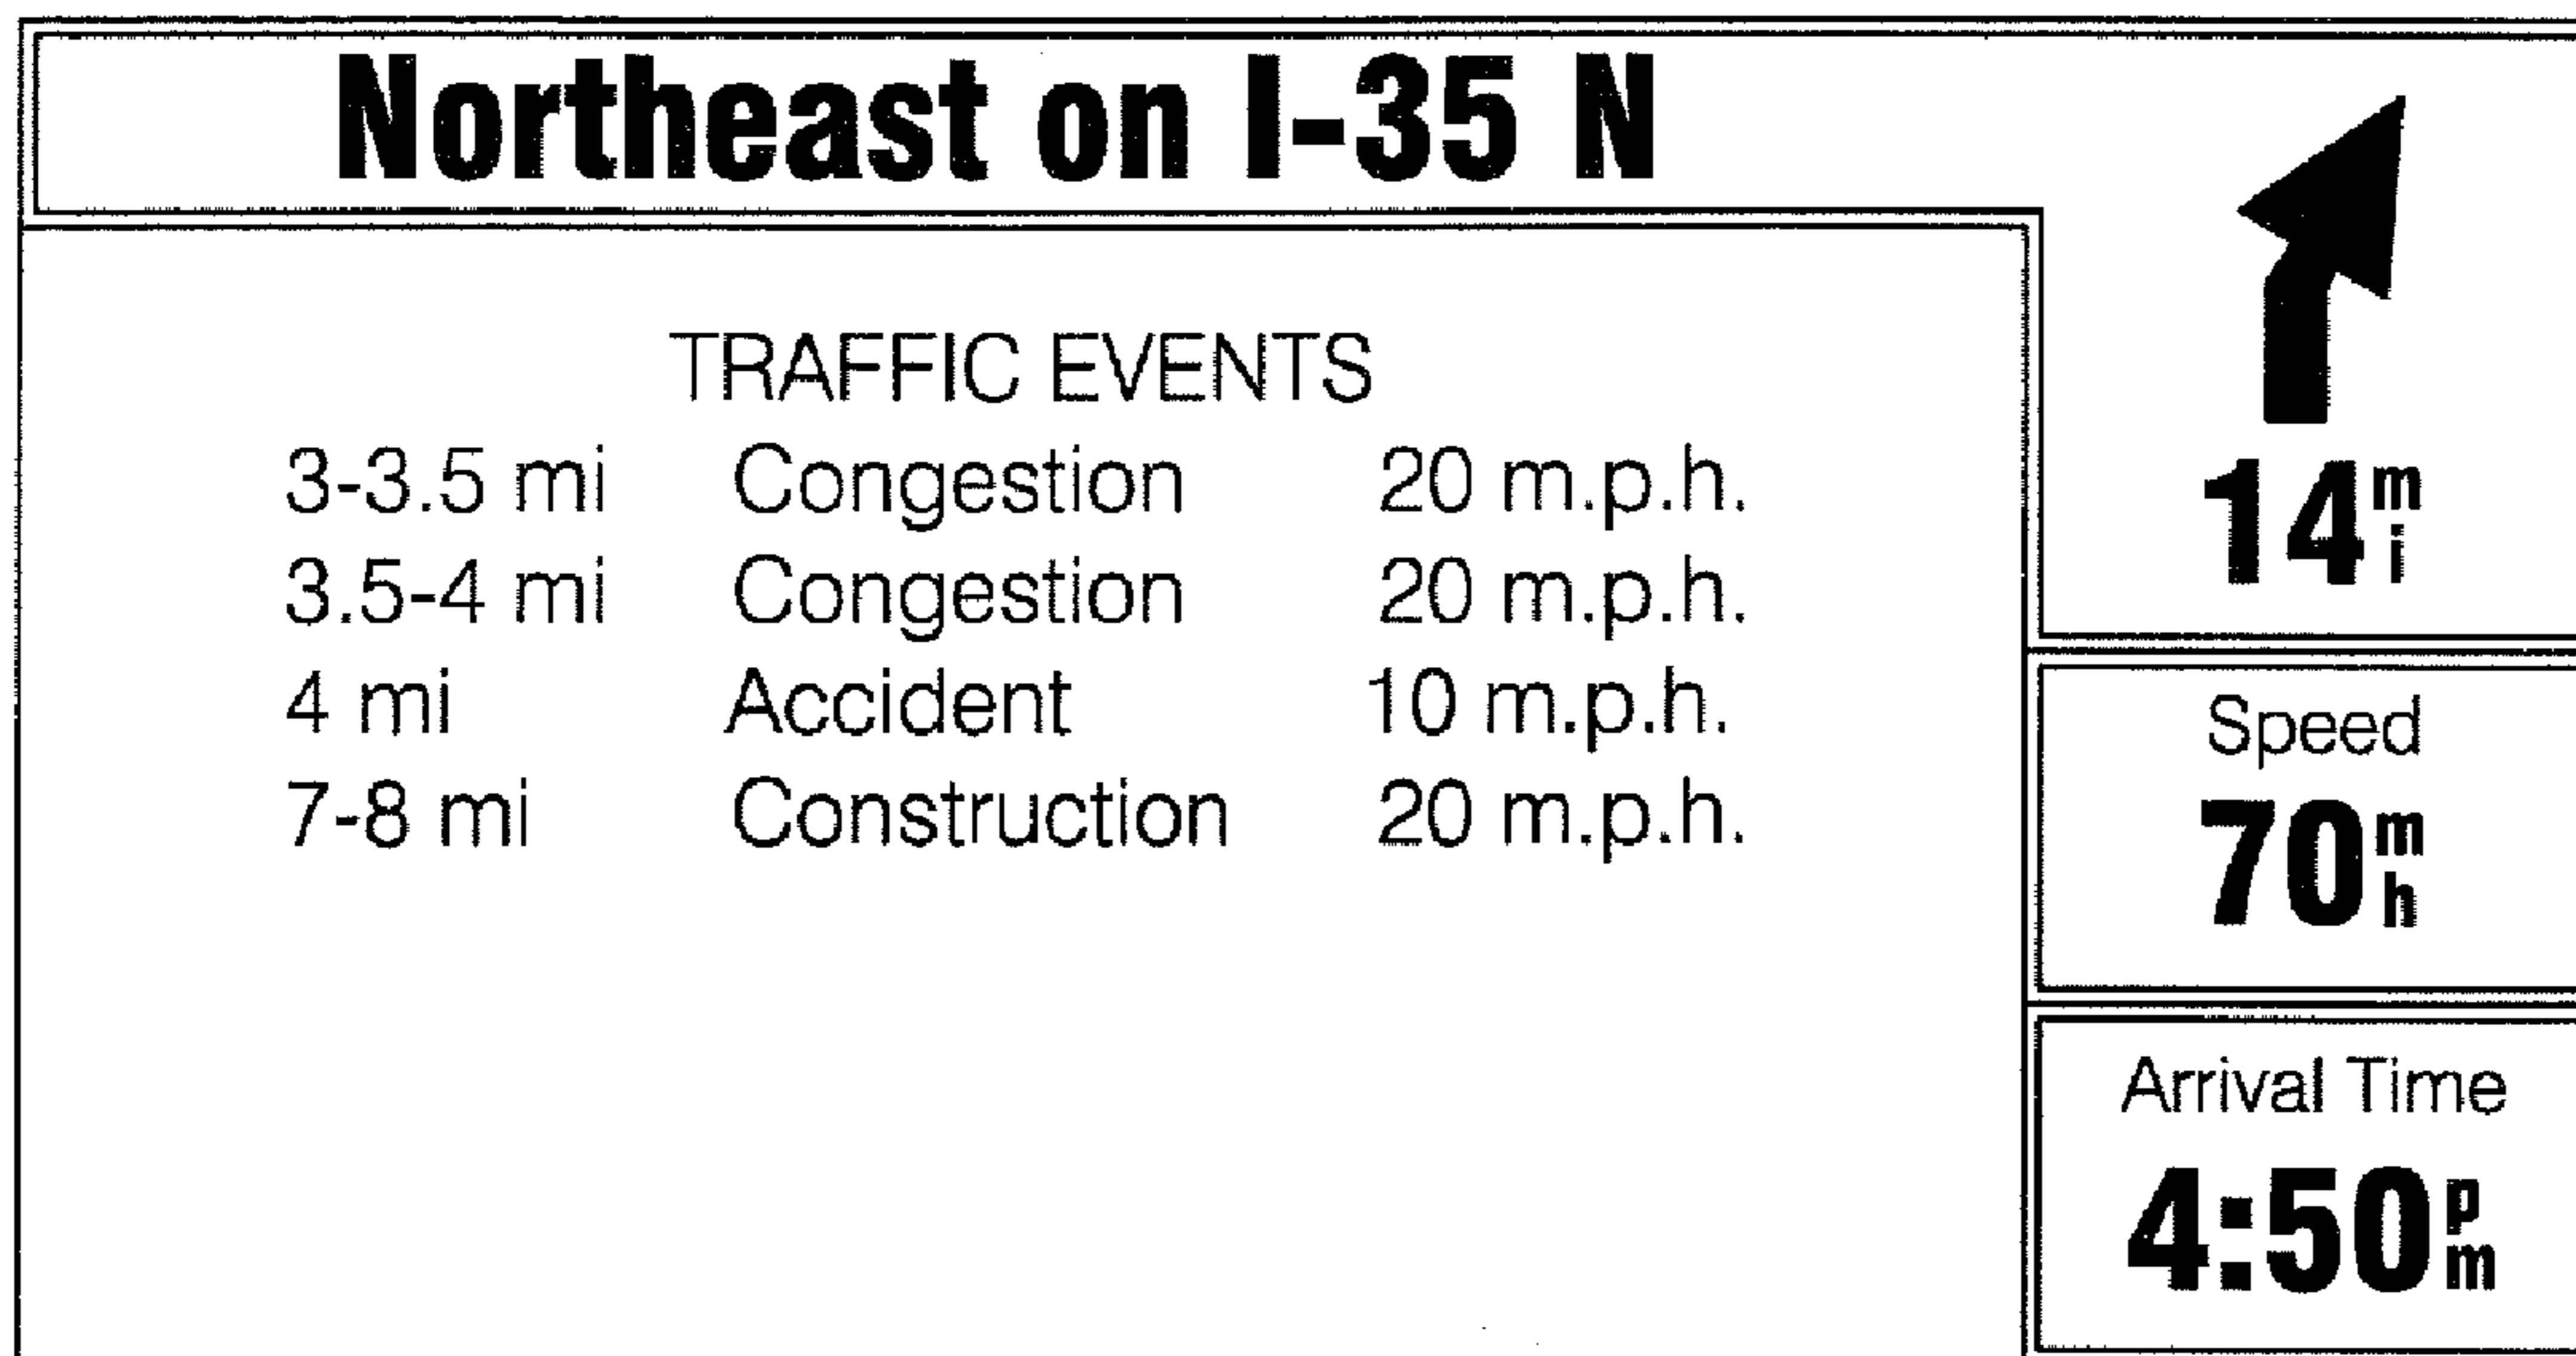 Northeast on I-35 N
TRAFFIC EVENTS
3-3.5 mi Congestion 20 m.p.h.
3.5-4 mi Congestion 20 m.p.h.
4 mi Accident 10 m.p.h.
7-8 mi Construction 20 m.p.h.
14 mi
Speed
70 mh
Arrival Time
4:50 pm